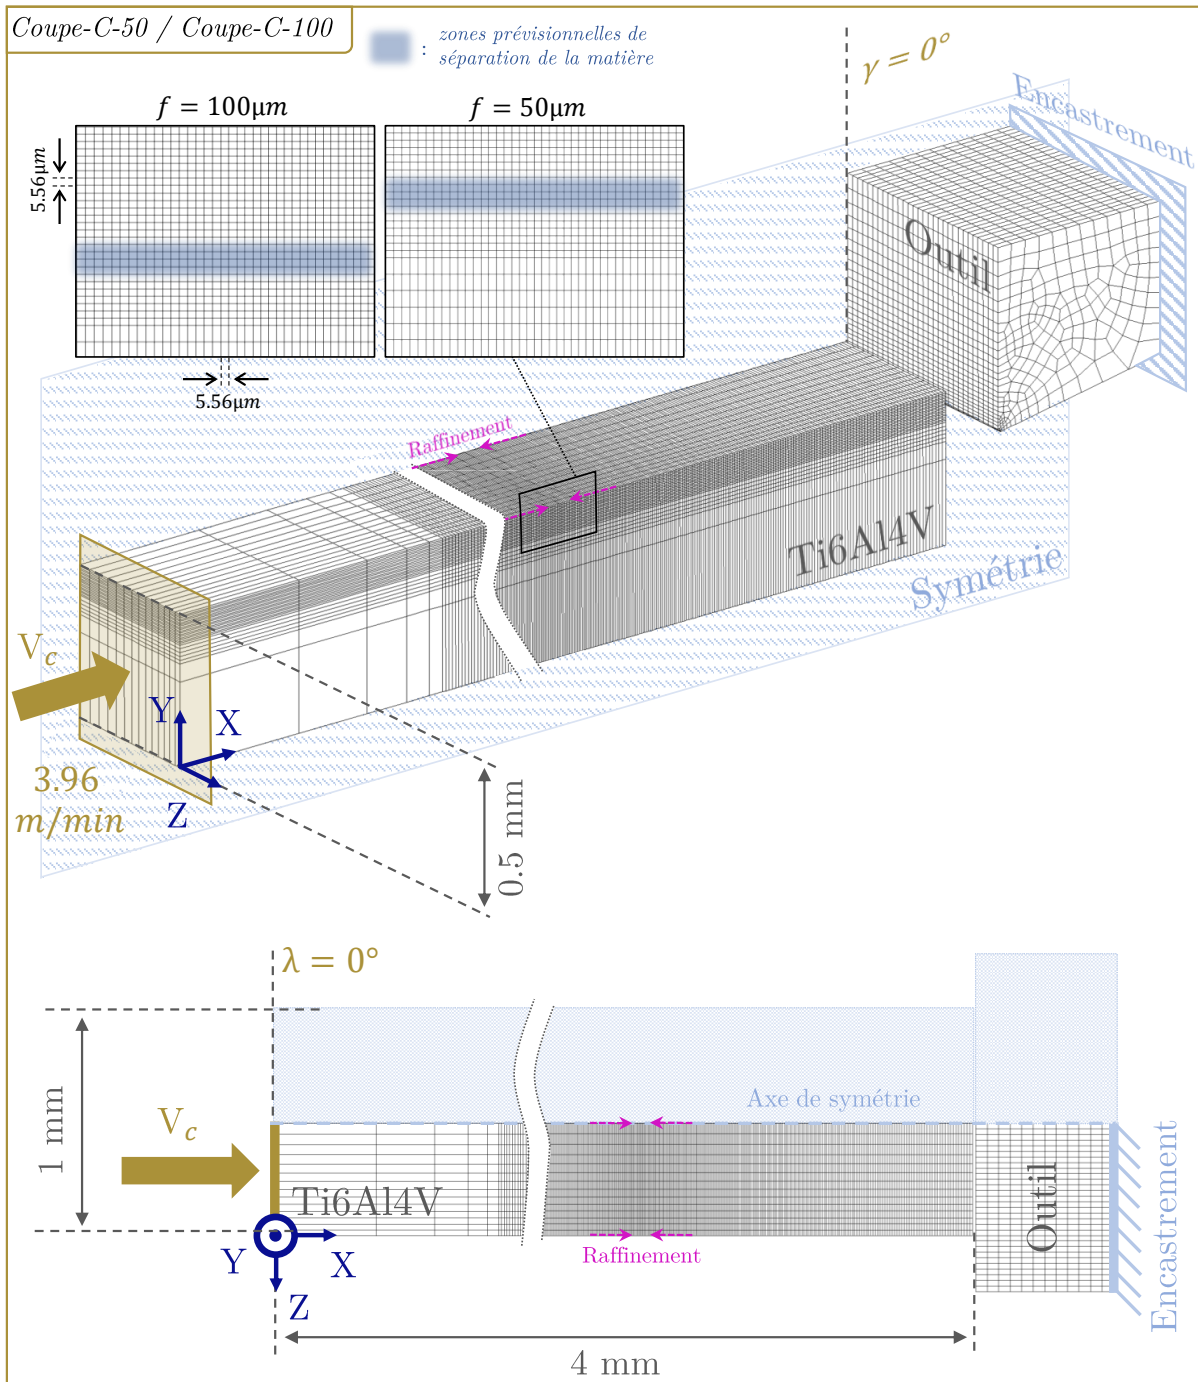 Coupe-C-50 / Coupe-C-100
: zones prévisionnelles de
séparation de la matière
γ = 0°
f = 100μm
f = 50μm
Encastrement
5.56μm
Outil
5.56μm
Raffinement
Ti6Al4V
Symétrie
V_c
Y
X
Z
3.96
m/min
0.5 mm
λ = 0°
1 mm
V_c
Axe de symétrie
Ti6Al4V
Outil
Encastrement
Y
X
Z
Raffinement
4 mm